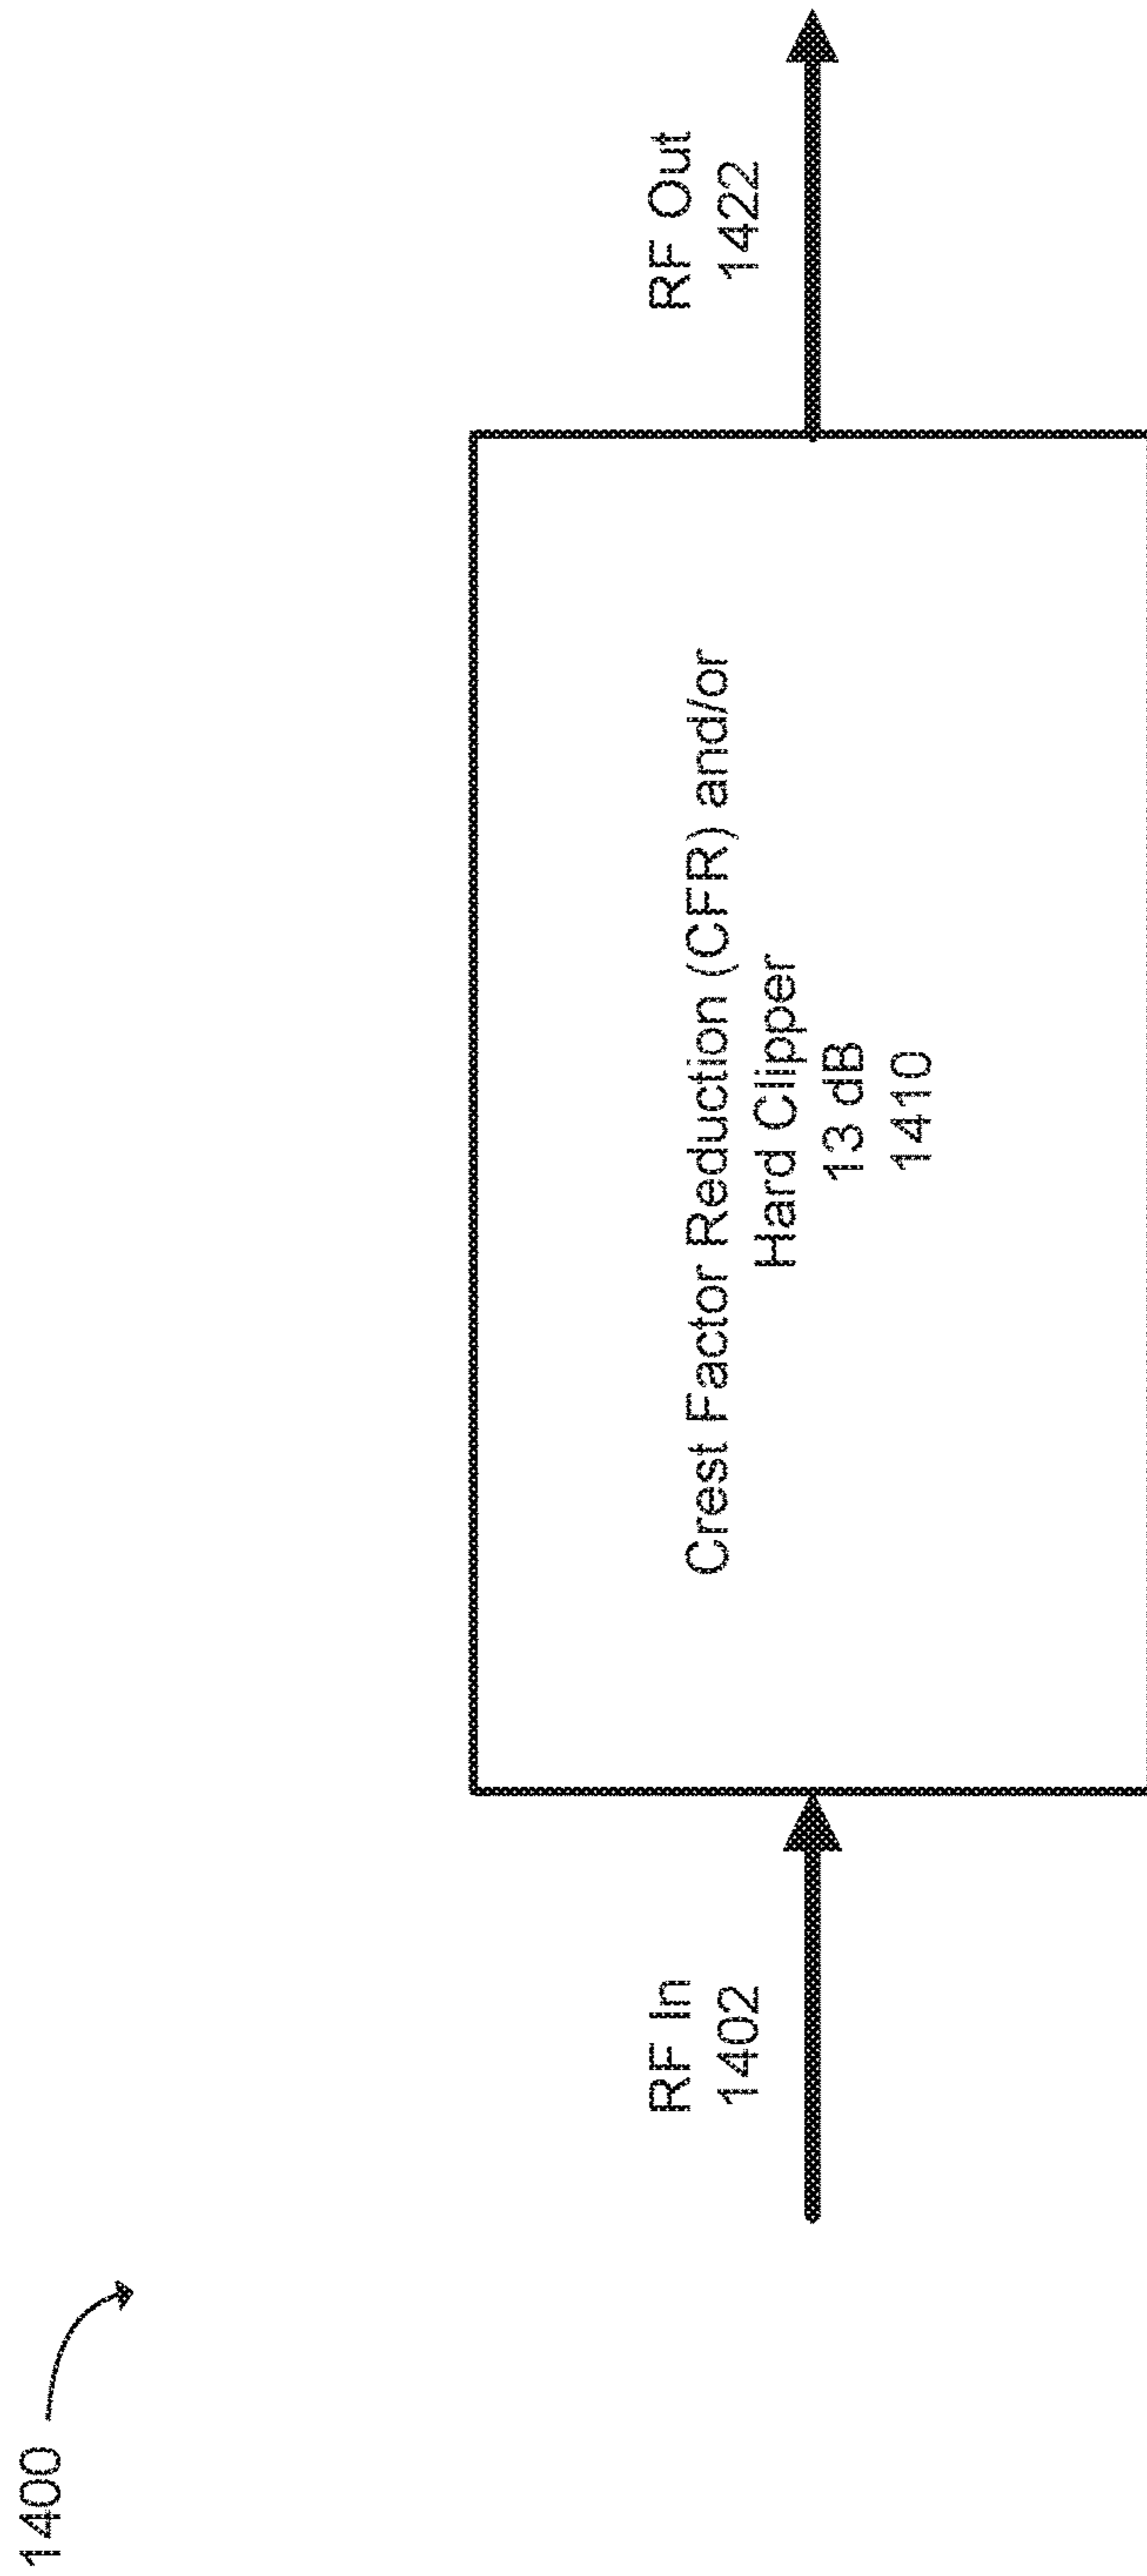 1400
RF In
1402
Crest Factor Reduction (CFR) and/or
Hard Clipper
13 dB
1410
RF Out
1422